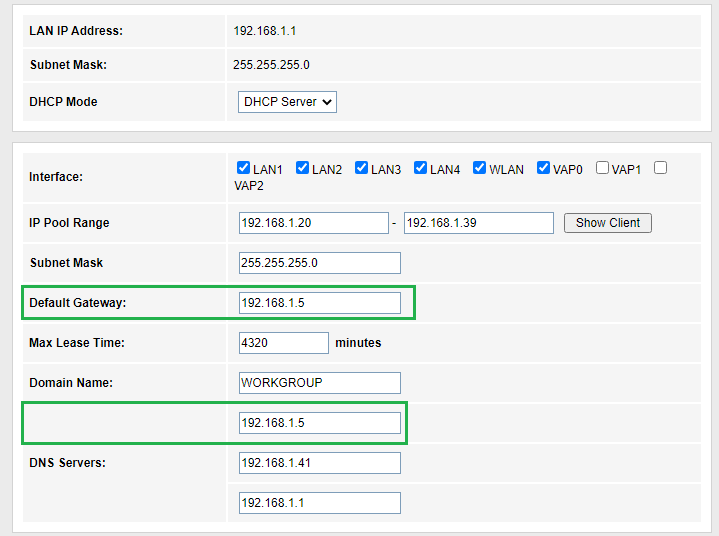 LAN IP Address: 192.168.1.1
Subnet Mask: 255.255.255.0
DHCP Mode DHCP Server
Interface: LAN1 LAN2 LAN3 LAN4 WLAN VAP0 VAP1
VAP2
IP Pool Range 192.168.1.20 - 192.168.1.39 Show Client
Subnet Mask 255.255.255.0
Default Gateway: 192.168.1.5
Max Lease Time: 4320 minutes
Domain Name: WORKGROUP
192.168.1.5
DNS Servers: 192.168.1.41
192.168.1.1